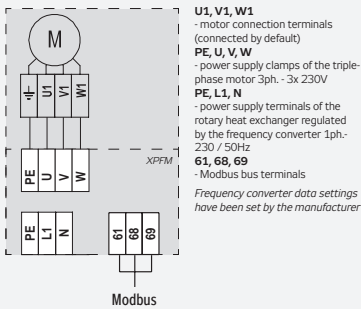 M
U1
V1
W1
XPFM
PE
U
V
W
PE
L1
N
61
68
69
Modbus
U1, V1, W1
- motor connection terminals
(connected by default)
PE, U, V, W
- power supply clamps of the triple-
phase motor 3ph. - 3x 230V
PE, L1, N
- power supply terminals of the
rotary heat exchanger regulated
by the frequency converter 1ph.-
230 / 50Hz
61, 68, 69
- Modbus bus terminals
Frequency converter data settings
have been set by the manufacturer